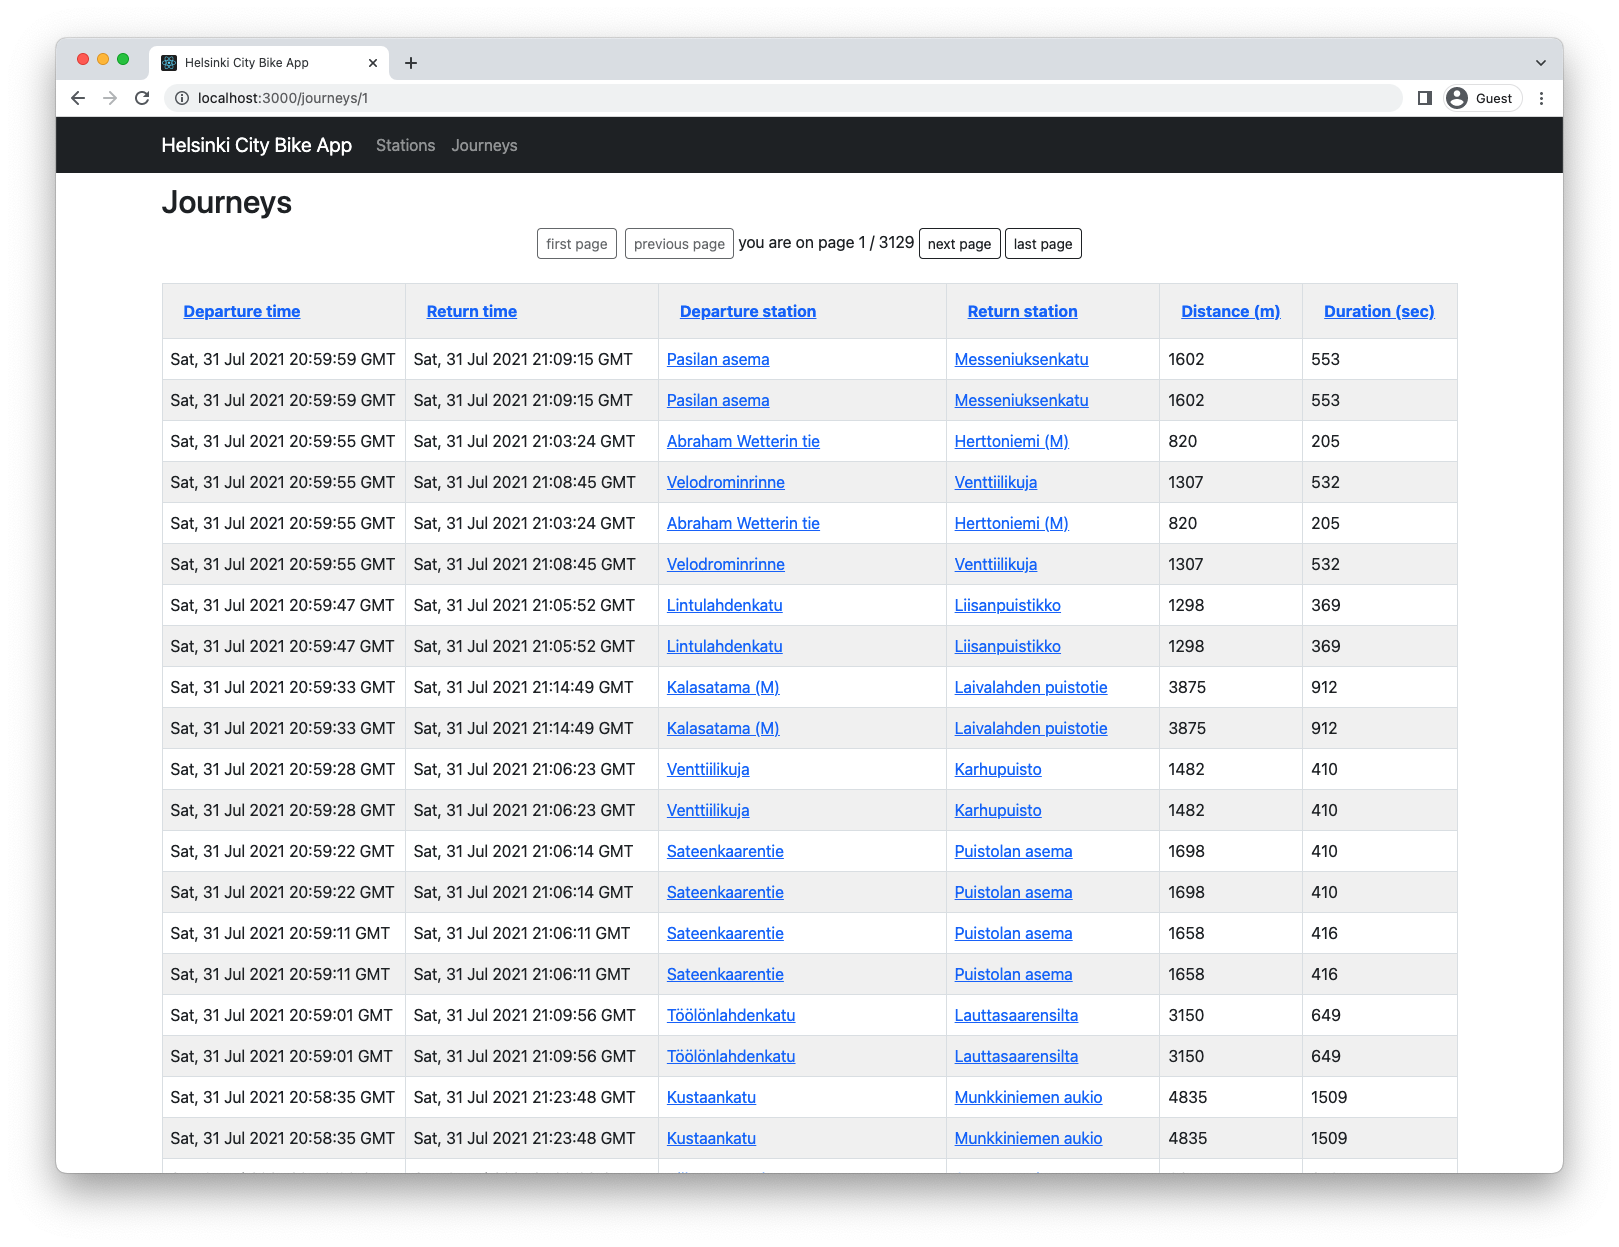 Helsinki City Bike App
localhost:3000/journeys/1
Guest
Helsinki City Bike App Stations Journeys
Journeys
first page previous page you are on page 1 / 3129 next page last page
Departure time Return time Departure station Return station Distance (m) Duration (sec)
Sat, 31 Jul 2021 20:59:59 GMT Sat, 31 Jul 2021 21:09:15 GMT Pasilan asema Messeniuksenkatu 1602 553
Sat, 31 Jul 2021 20:59:59 GMT Sat, 31 Jul 2021 21:09:15 GMT Pasilan asema Messeniuksenkatu 1602 553
Sat, 31 Jul 2021 20:59:55 GMT Sat, 31 Jul 2021 21:03:24 GMT Abraham Wetterin tie Herttoniemi (M) 820 205
Sat, 31 Jul 2021 20:59:55 GMT Sat, 31 Jul 2021 21:08:45 GMT Velodrominrinne Venttiilikuja 1307 532
Sat, 31 Jul 2021 20:59:55 GMT Sat, 31 Jul 2021 21:03:24 GMT Abraham Wetterin tie Herttoniemi (M) 820 205
Sat, 31 Jul 2021 20:59:55 GMT Sat, 31 Jul 2021 21:08:45 GMT Velodrominrinne Venttiilikuja 1307 532
Sat, 31 Jul 2021 20:59:47 GMT Sat, 31 Jul 2021 21:05:52 GMT Lintulahdenkatu Liisanpuistikko 1298 369
Sat, 31 Jul 2021 20:59:47 GMT Sat, 31 Jul 2021 21:05:52 GMT Lintulahdenkatu Liisanpuistikko 1298 369
Sat, 31 Jul 2021 20:59:33 GMT Sat, 31 Jul 2021 21:14:49 GMT Kalasatama (M) Laivalahden puistotie 3875 912
Sat, 31 Jul 2021 20:59:33 GMT Sat, 31 Jul 2021 21:14:49 GMT Kalasatama (M) Laivalahden puistotie 3875 912
Sat, 31 Jul 2021 20:59:28 GMT Sat, 31 Jul 2021 21:06:23 GMT Venttiilikuja Karhupuisto 1482 410
Sat, 31 Jul 2021 20:59:28 GMT Sat, 31 Jul 2021 21:06:23 GMT Venttiilikuja Karhupuisto 1482 410
Sat, 31 Jul 2021 20:59:22 GMT Sat, 31 Jul 2021 21:06:14 GMT Sateenkaarentie Puistolan asema 1698 410
Sat, 31 Jul 2021 20:59:22 GMT Sat, 31 Jul 2021 21:06:14 GMT Sateenkaarentie Puistolan asema 1698 410
Sat, 31 Jul 2021 20:59:11 GMT Sat, 31 Jul 2021 21:06:11 GMT Sateenkaarentie Puistolan asema 1658 416
Sat, 31 Jul 2021 20:59:11 GMT Sat, 31 Jul 2021 21:06:11 GMT Sateenkaarentie Puistolan asema 1658 416
Sat, 31 Jul 2021 20:59:01 GMT Sat, 31 Jul 2021 21:09:56 GMT Töölönlahdenkatu Lauttasaarensilta 3150 649
Sat, 31 Jul 2021 20:59:01 GMT Sat, 31 Jul 2021 21:09:56 GMT Töölönlahdenkatu Lauttasaarensilta 3150 649
Sat, 31 Jul 2021 20:58:35 GMT Sat, 31 Jul 2021 21:23:48 GMT Kustaankatu Munkkiniemen aukio 4835 1509
Sat, 31 Jul 2021 20:58:35 GMT Sat, 31 Jul 2021 21:23:48 GMT Kustaankatu Munkkiniemen aukio 4835 1509